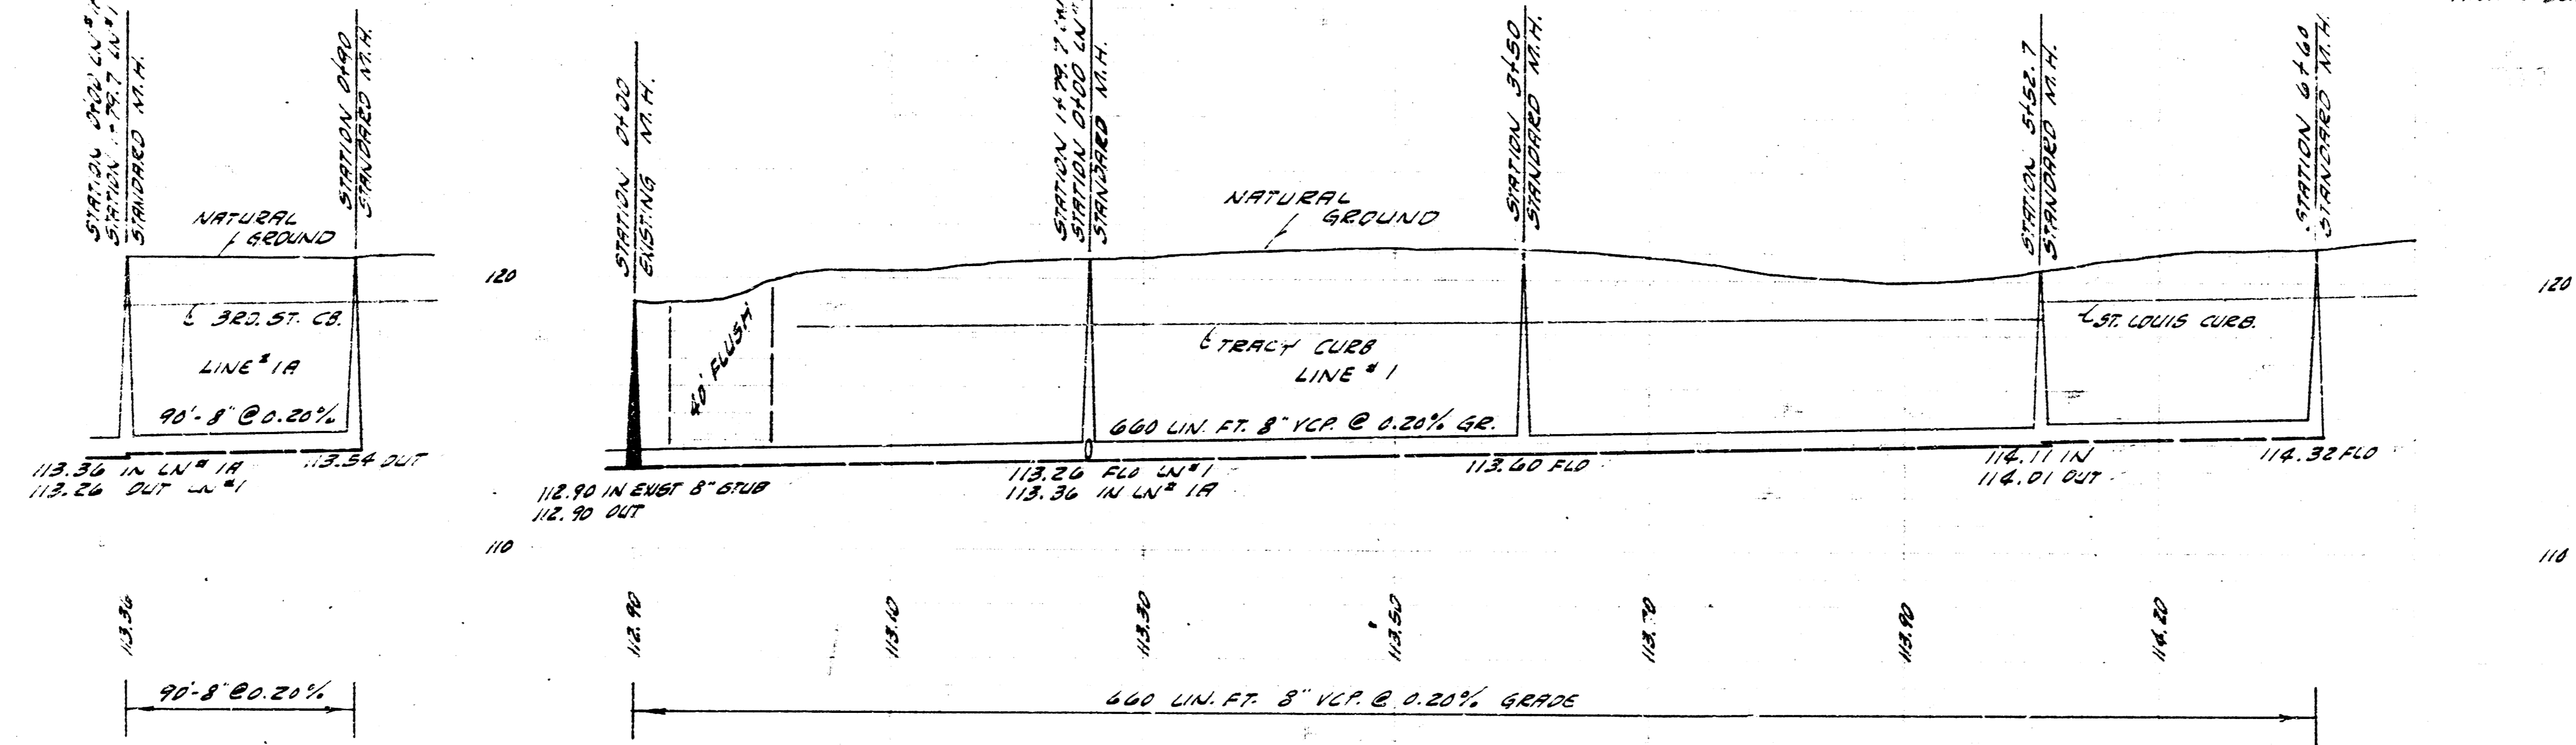 STATION 0+00 LN# 1A
STATION 1+79.7 LN#1
STANDARD M.H.
STATION 0+90
STANDARD M.H.
NATURAL
GROUND
℄ 3RD. ST. CB.
LINE # 1A
90'-8" @ 0.20%
113.36 IN LN# 1A
113.26 OUT LN#1
113.54 OUT
113.36
90'-8" @ 0.20%
120
110
STATION 0+00
EXISTING M.H.
40' FLUSH
STATION 1+79.7
STATION 0+00 LN#
STANDARD M.H.
NATURAL
GROUND
STATION 3+50
STANDARD M.H.
STATION 5+52.7
STANDARD M.H.
STATION 6+60
STANDARD M.H.
℄ TRACY CURB
LINE # 1
℄ ST. LOUIS CURB.
660 LIN. FT. 8" VCP. @ 0.20% GR.
112.90 IN EXIST 8" STUB
112.90 OUT
113.26 FLO LN#1
113.36 IN LN# 1A
113.60 FLO
114.11 IN
114.01 OUT
114.32 FLO
120
110
112.90
113.10
113.30
113.50
113.70
113.90
114.20
660 LIN. FT. 8" VCP. @ 0.20% GRADE